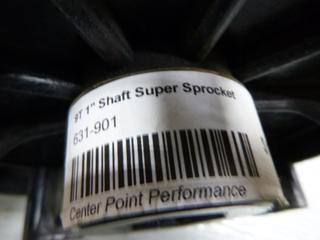 9T 1" Shaft Super Sprocket
631-901
Center Point Performance